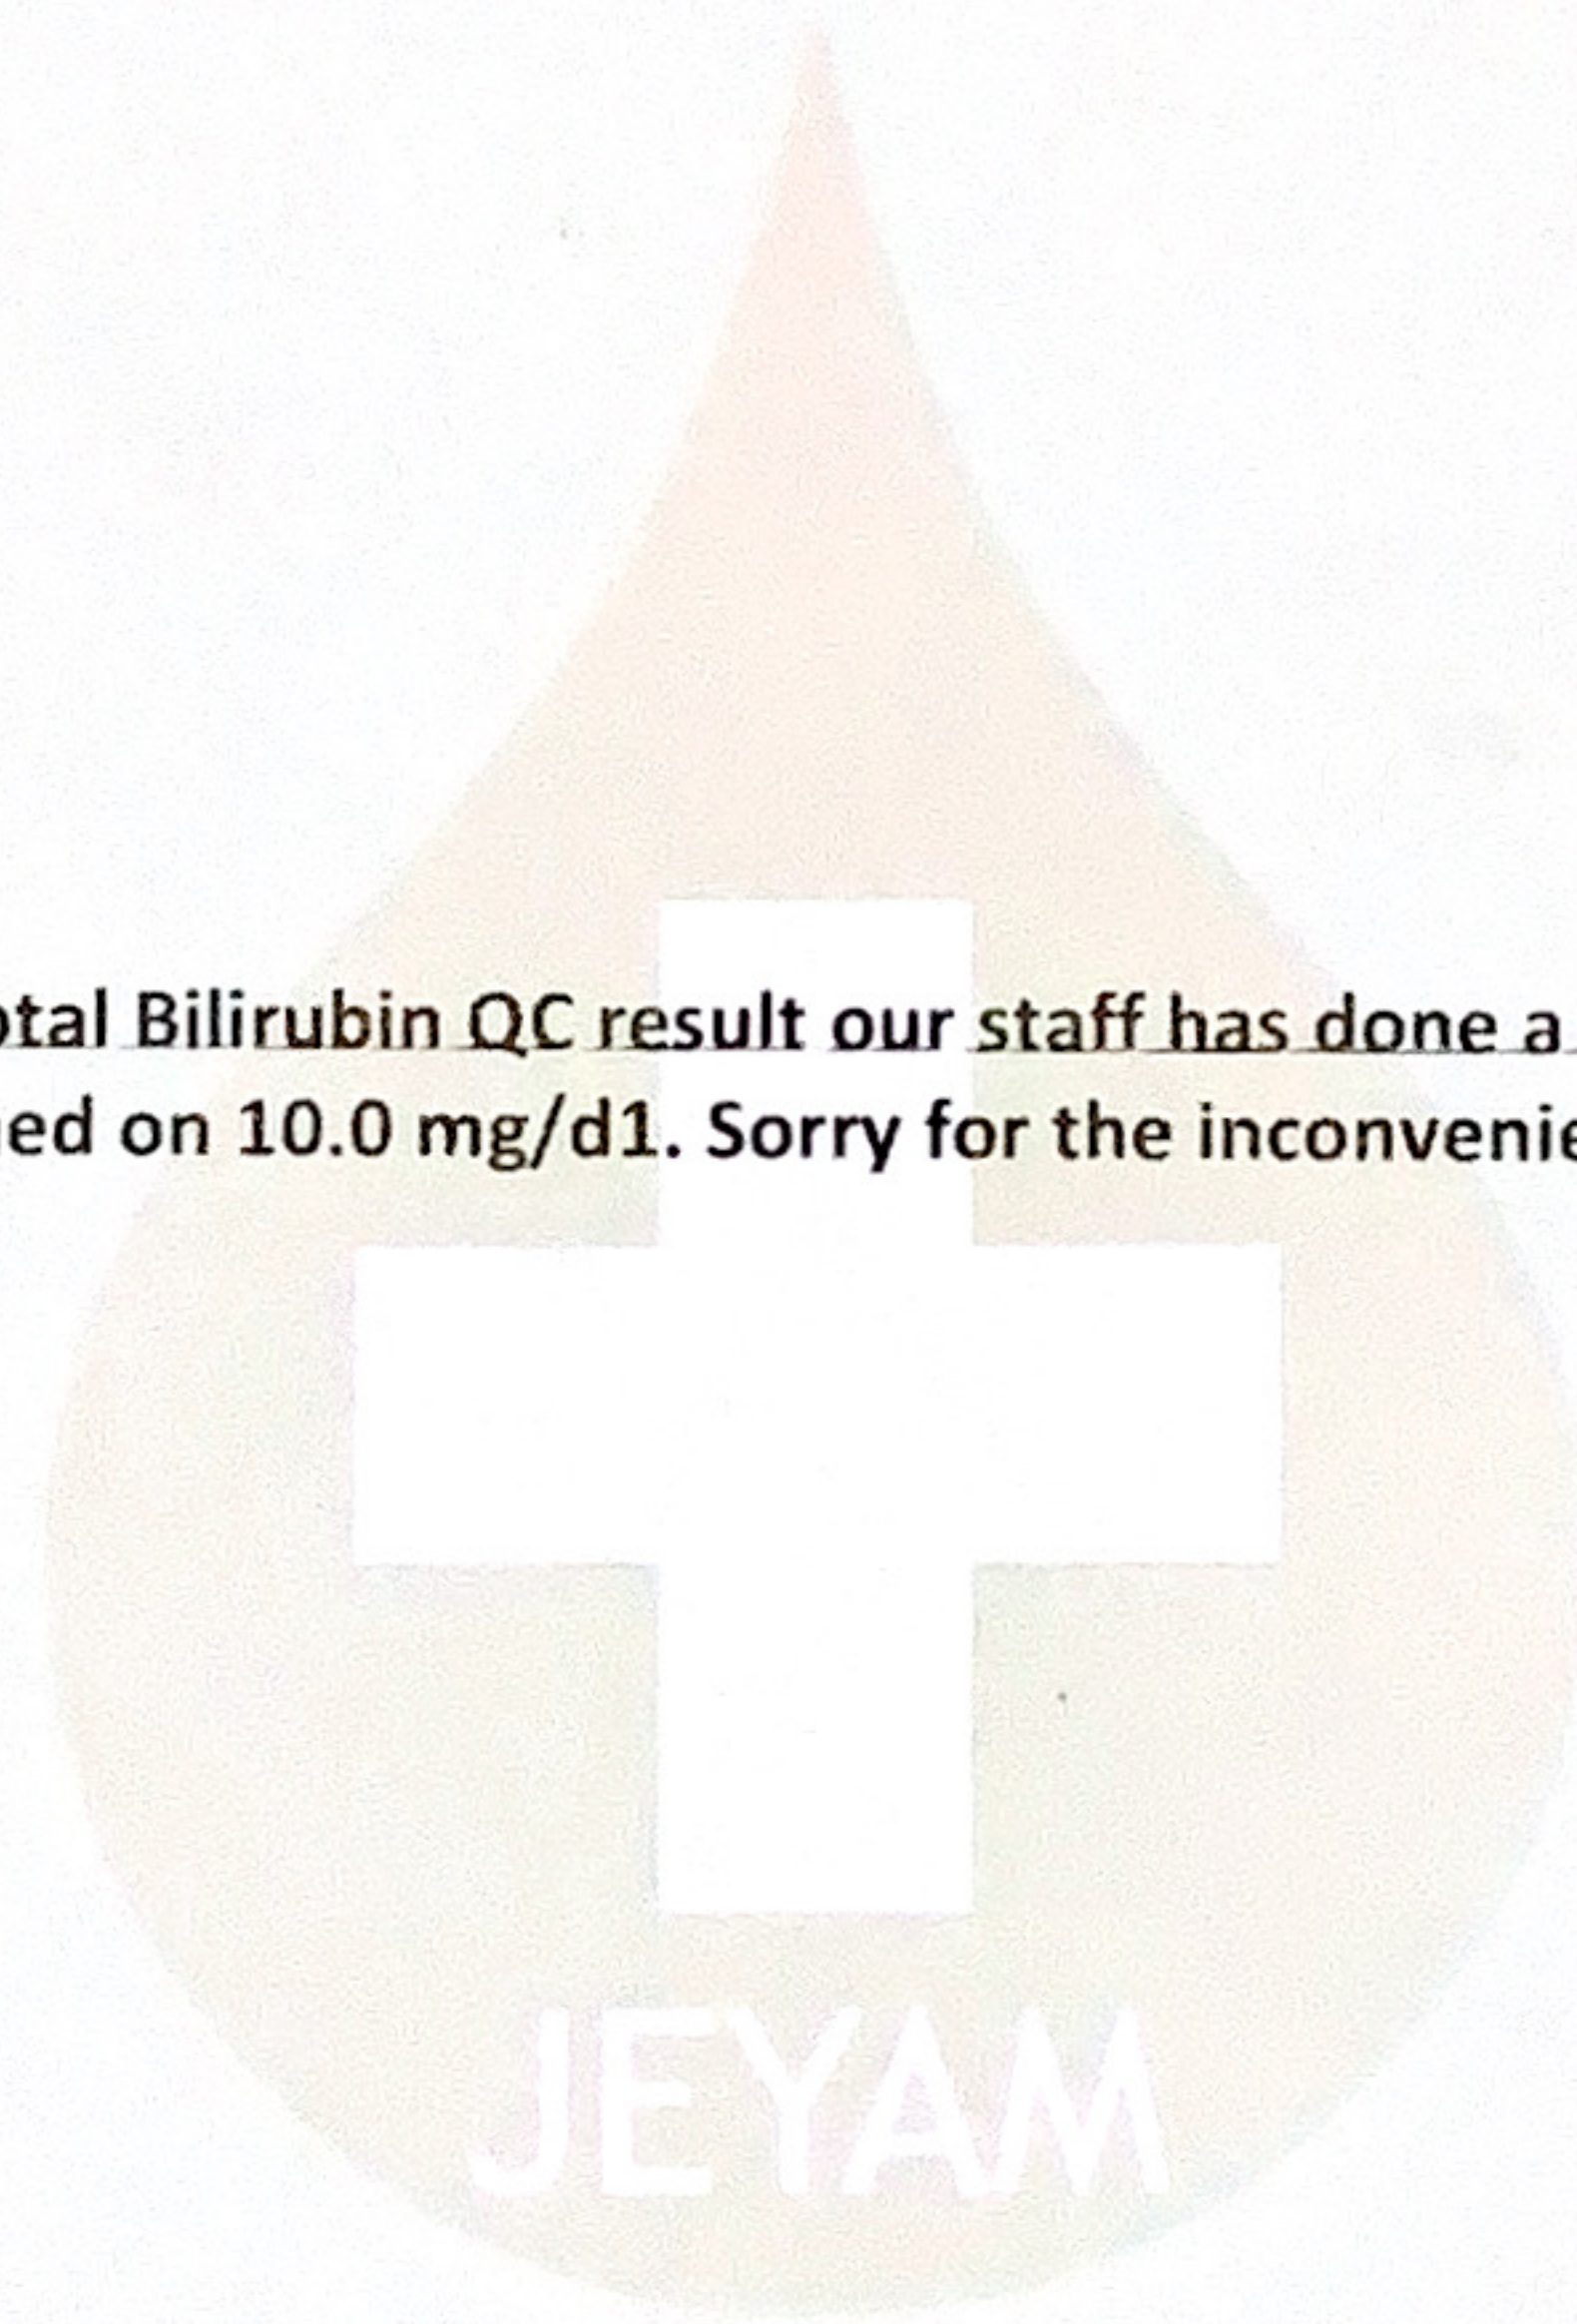 otal Bilirubin QC result our staff has done a
ed on 10.0 mg/d1. Sorry for the inconvenie
JEYAM